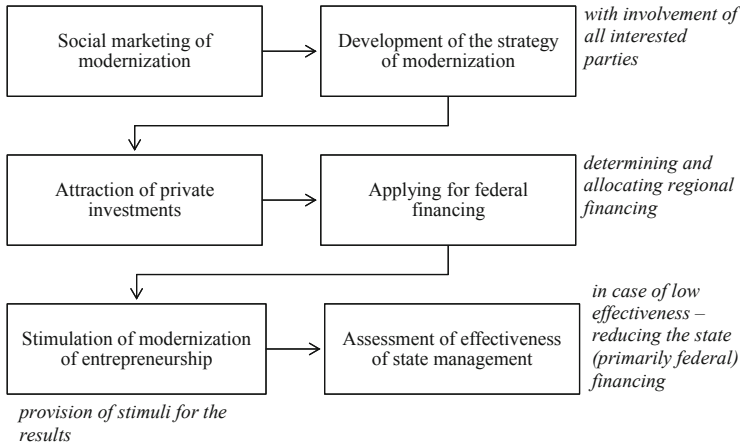 Social marketing of
modernization
Development of the strategy
of modernization
with involvement of
all interested
parties
Attraction of private
investments
Applying for federal
financing
determining and
allocating regional
financing
Stimulation of modernization
of entrepreneurship
Assessment of effectiveness
of state management
in case of low
effectiveness –
reducing the state
(primarily federal)
financing
provision of stimuli for the
results